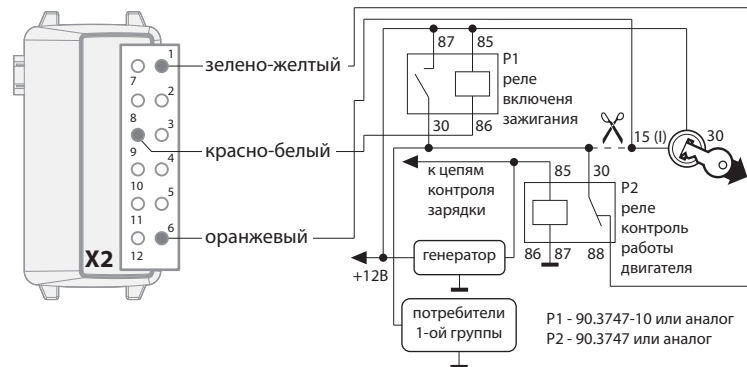 1
7
2
8
3
9
4
10
5
11
6
12
X2
зелено-желтый
красно-белый
оранжевый
87 85
P1
реле
включеня
зажигания
30 86
15 (I) 30
к цепям
контроля
зарядки
85 30
P2
реле
контроль
работы
двигателя
86 87 88
генератор
+12В
потребители
1-ой группы
P1 - 90.3747-10 или аналог
P2 - 90.3747 или аналог